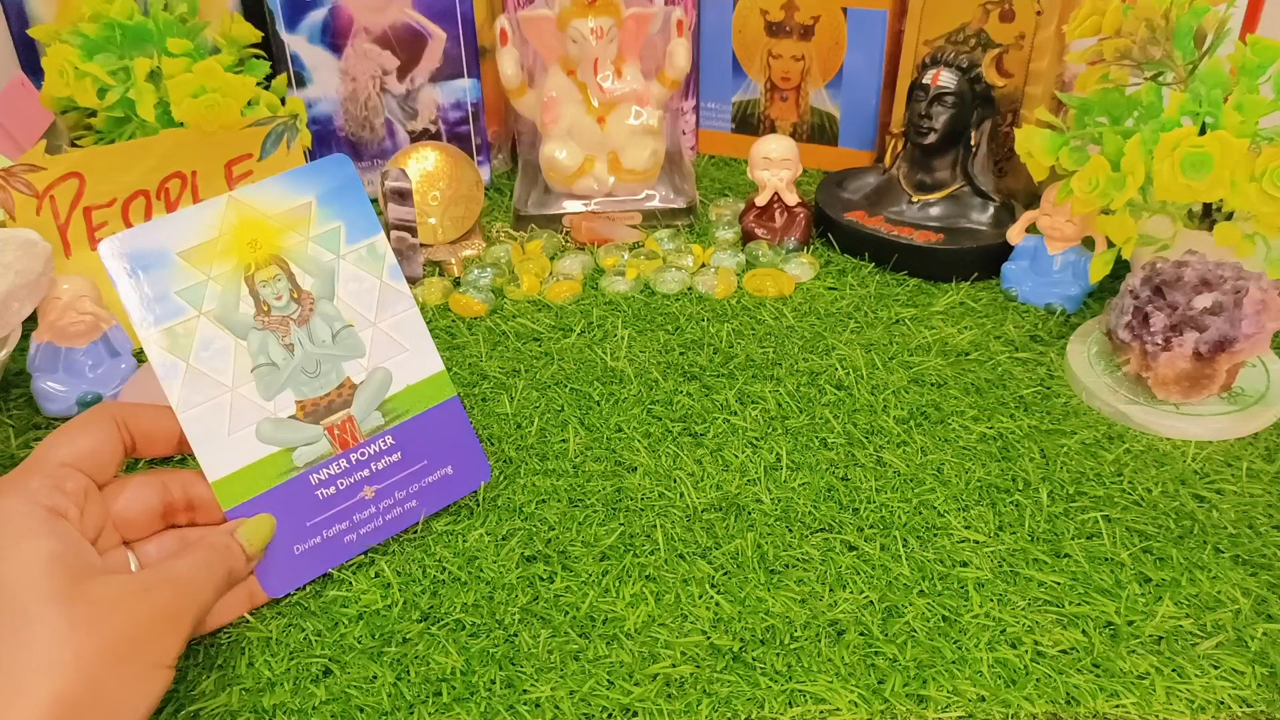 PEOPLE
ॐ
INNER POWER
The Divine Father
Divine Father, thank you for co-creating
my world with me.